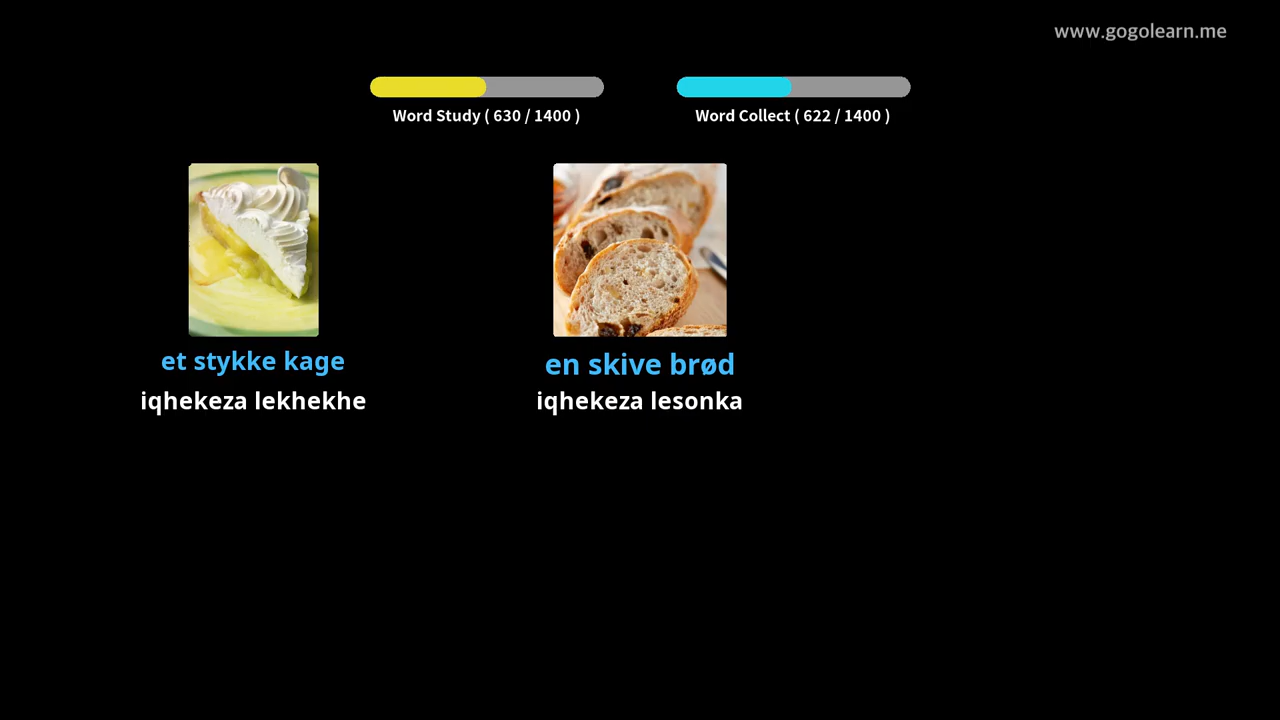 www.gogolearn.me
Word Study ( 630 / 1400 )
Word Collect ( 622 / 1400 )
et stykke kage
en skive brød
iqhekeza lekhekhe
iqhekeza lesonka